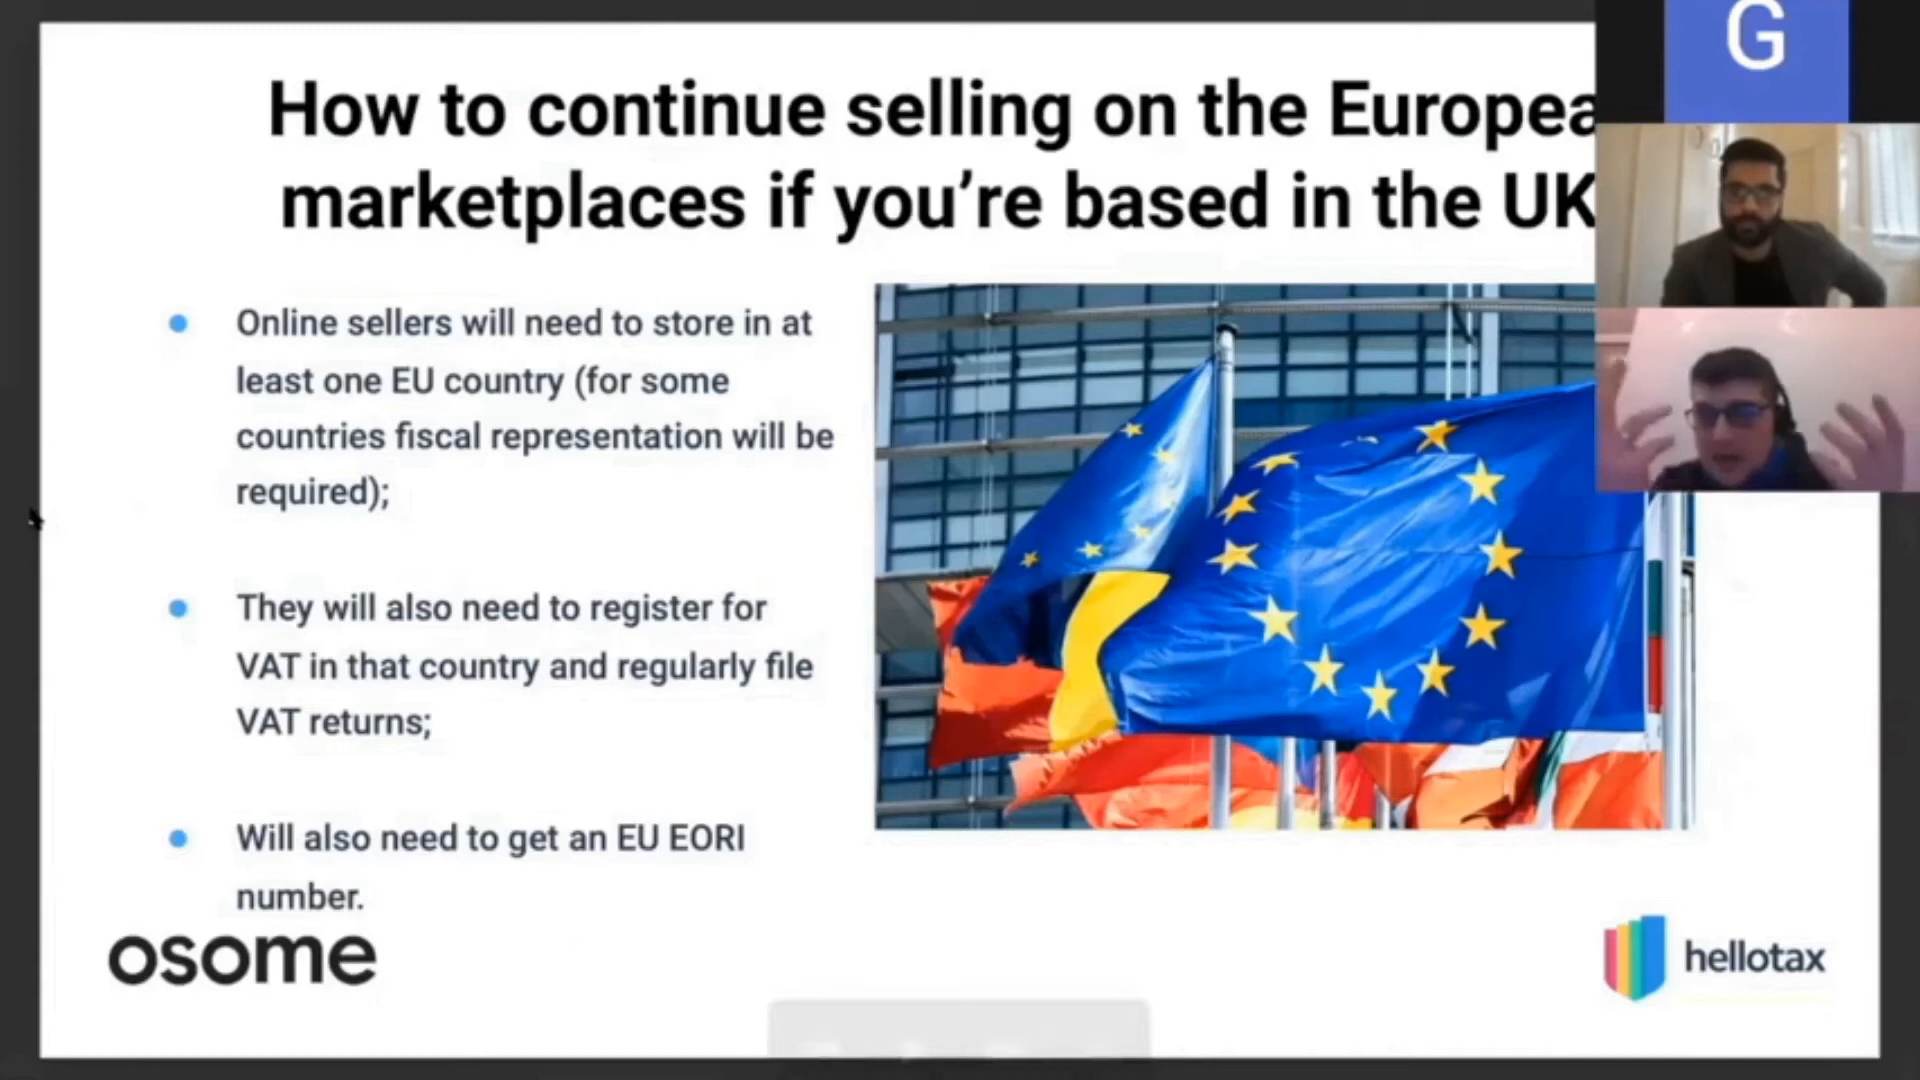 G
How to continue selling on the Europea
marketplaces if you're based in the UK
Online sellers will need to store in at
least one EU country (for some
countries fiscal representation will be
required);
They will also need to register for
VAT in that country and regularly file
VAT returns;
Will also need to get an EU EORI
number.
osome
hellotax